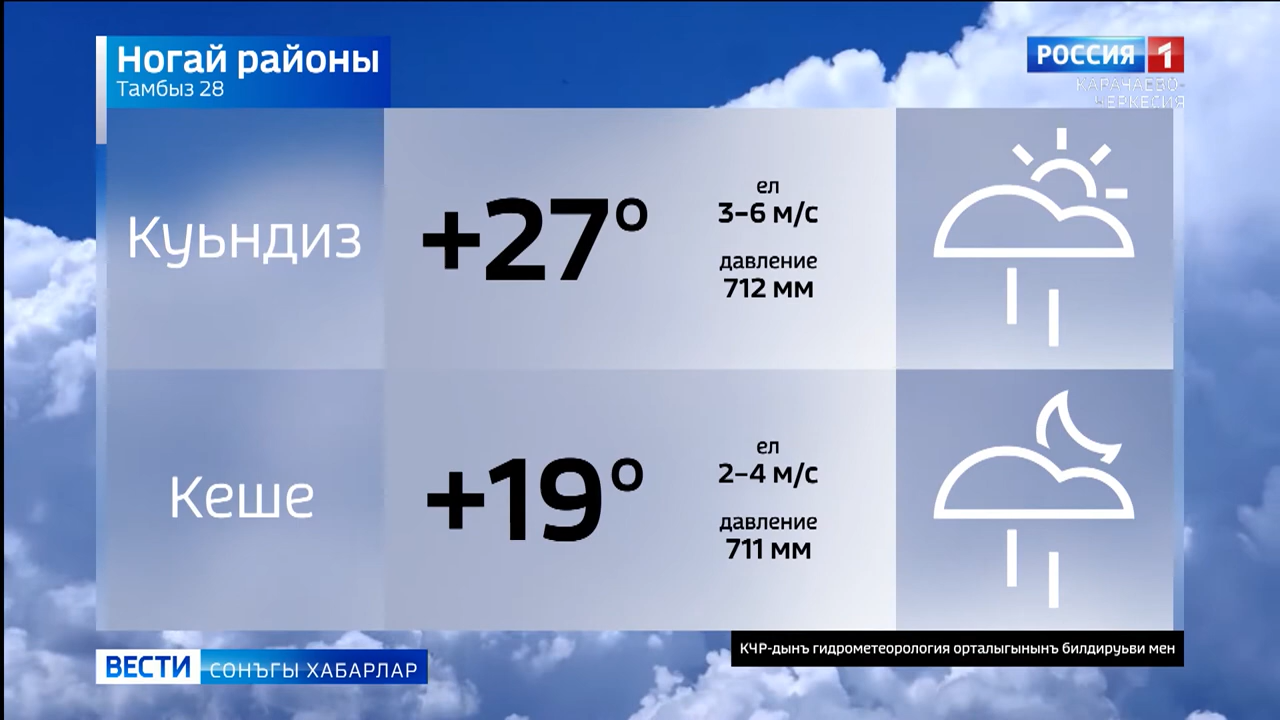 Ногай районы
Тамбыз 28
РОССИЯ 1
КАРАЧАЕВО-
ЧЕРКЕСИЯ
Куьндиз
+27°
ел
3–6 м/с
давление
712 мм
Кеше
+19°
ел
2–4 м/с
давление
711 мм
КЧР-дынъ гидрометеорология орталыгынынъ билдируьви мен
ВЕСТИ СОНЪГЫ ХАБАРЛАР